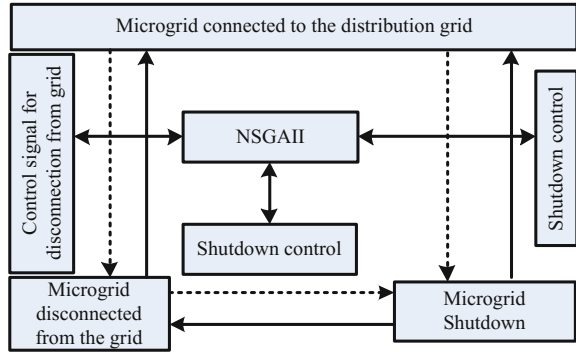 Microgrid connected to the distribution grid
Control signal for
disconnection from grid
NSGAII
Shutdown control
Shutdown control
Microgrid
disconnected
from the grid
Microgrid
Shutdown